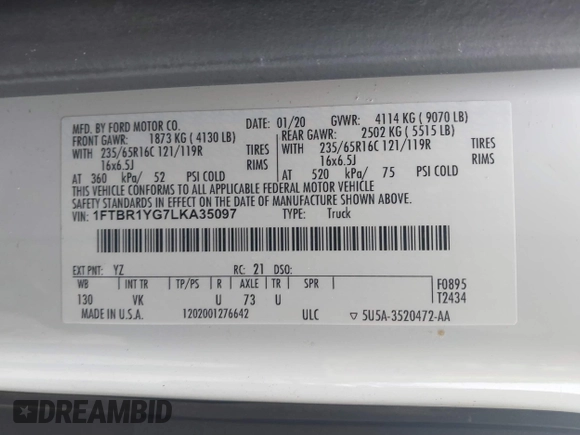 MFD. BY FORD MOTOR CO. 01/20 GVWR: 4114 KG ( 9070 LB)
FRONT GAWR: 1873 KG ( 4130 LB) REAR GAWR: 2502 KG ( 5515 LB)
WITH 235/65R16C 121/119R TIRES WITH 235/65R16C 121/119R TIRES
16x6.5J RIMS 16x6.5J RIMS
AT 360 kPa/ 52 PSI COLD AT 520 kPa/ 75 PSI COLD
THIS VEHICLE CONFORMS TO ALL APPLICABLE FEDERAL MOTOR VEHICLE
SAFETY STANDARDS IN EFFECT ON THE DATE OF MANUFACTURE SHOWN ABOVE.
VIN: 1FTBR1YG7LKA35097 TYPE: Truck
EXT PNT: YZ RC: 21 DSO:
WB INT TR TP/PS R AXLE TR SPR F0895
130 VK U 73 U T2434
MADE IN U.S.A. 1202001276642 ULC ▽ 5U5A-3520472-AA
DREAMBID